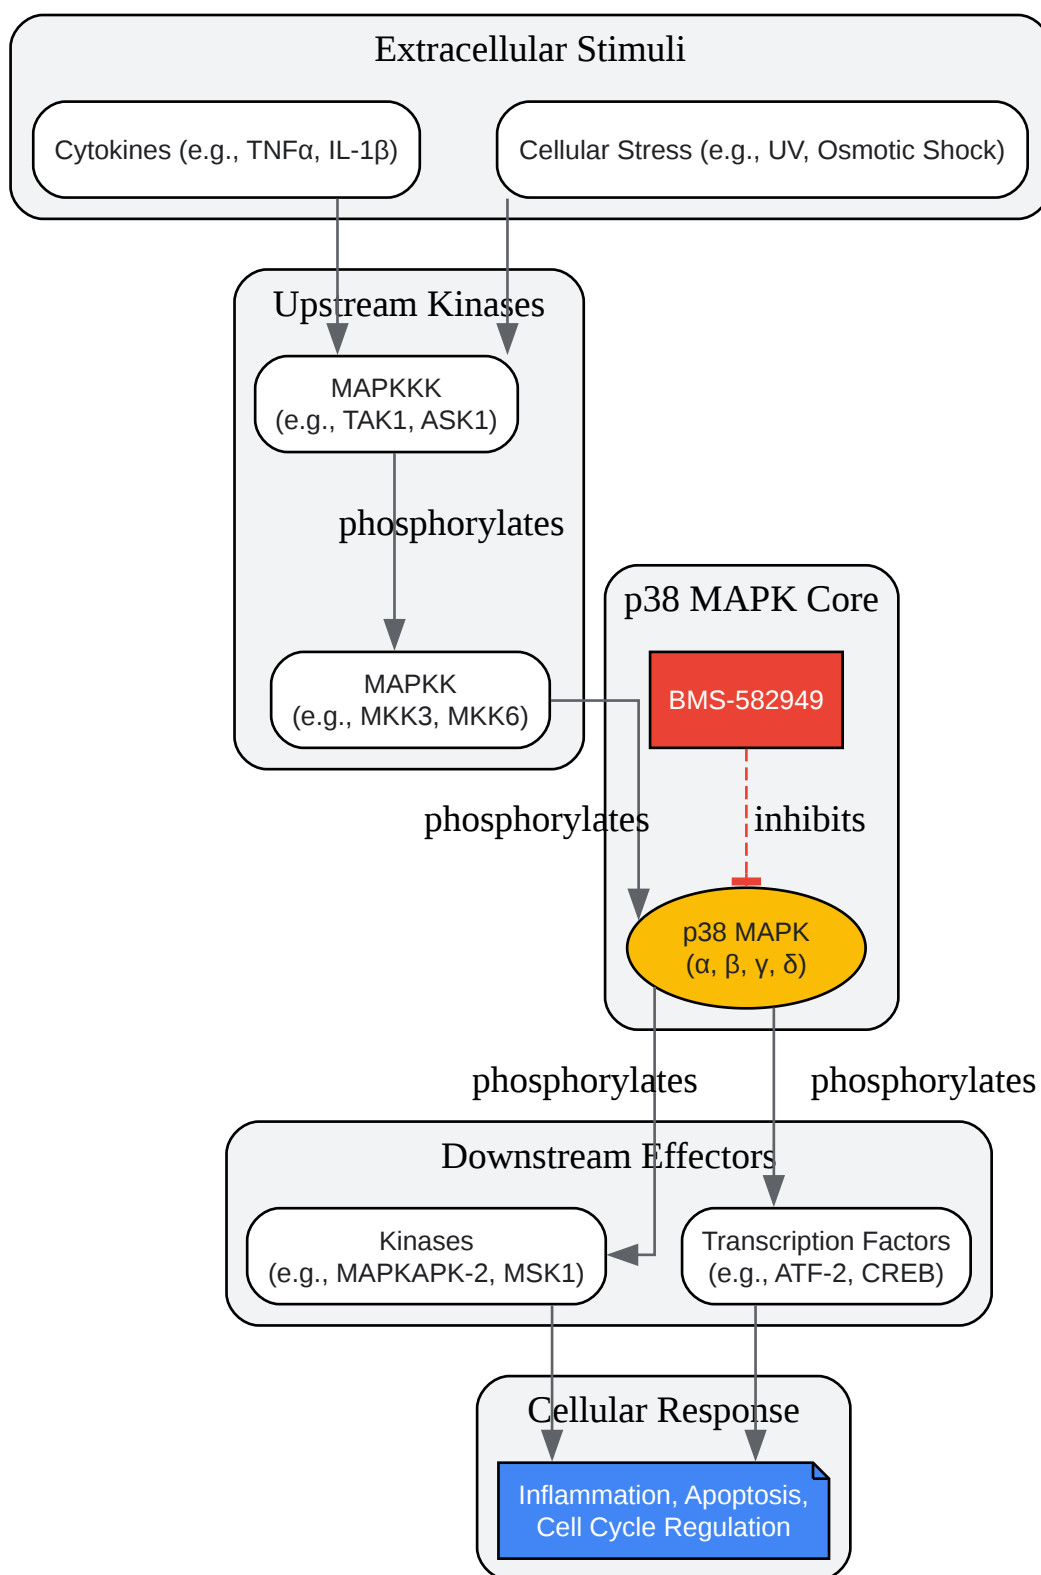 Extracellular Stimuli
Cytokines (e.g., TNFα, IL-1β)
Cellular Stress (e.g., UV, Osmotic Shock)
Upstream Kinases
MAPKKK
(e.g., TAK1, ASK1)
phosphorylates
MAPKK
(e.g., MKK3, MKK6)
p38 MAPK Core
BMS-582949
phosphorylates
inhibits
p38 MAPK
(α, β, γ, δ)
phosphorylates
phosphorylates
Downstream Effectors
Kinases
(e.g., MAPKAPK-2, MSK1)
Transcription Factors
(e.g., ATF-2, CREB)
Cellular Response
Inflammation, Apoptosis,
Cell Cycle Regulation